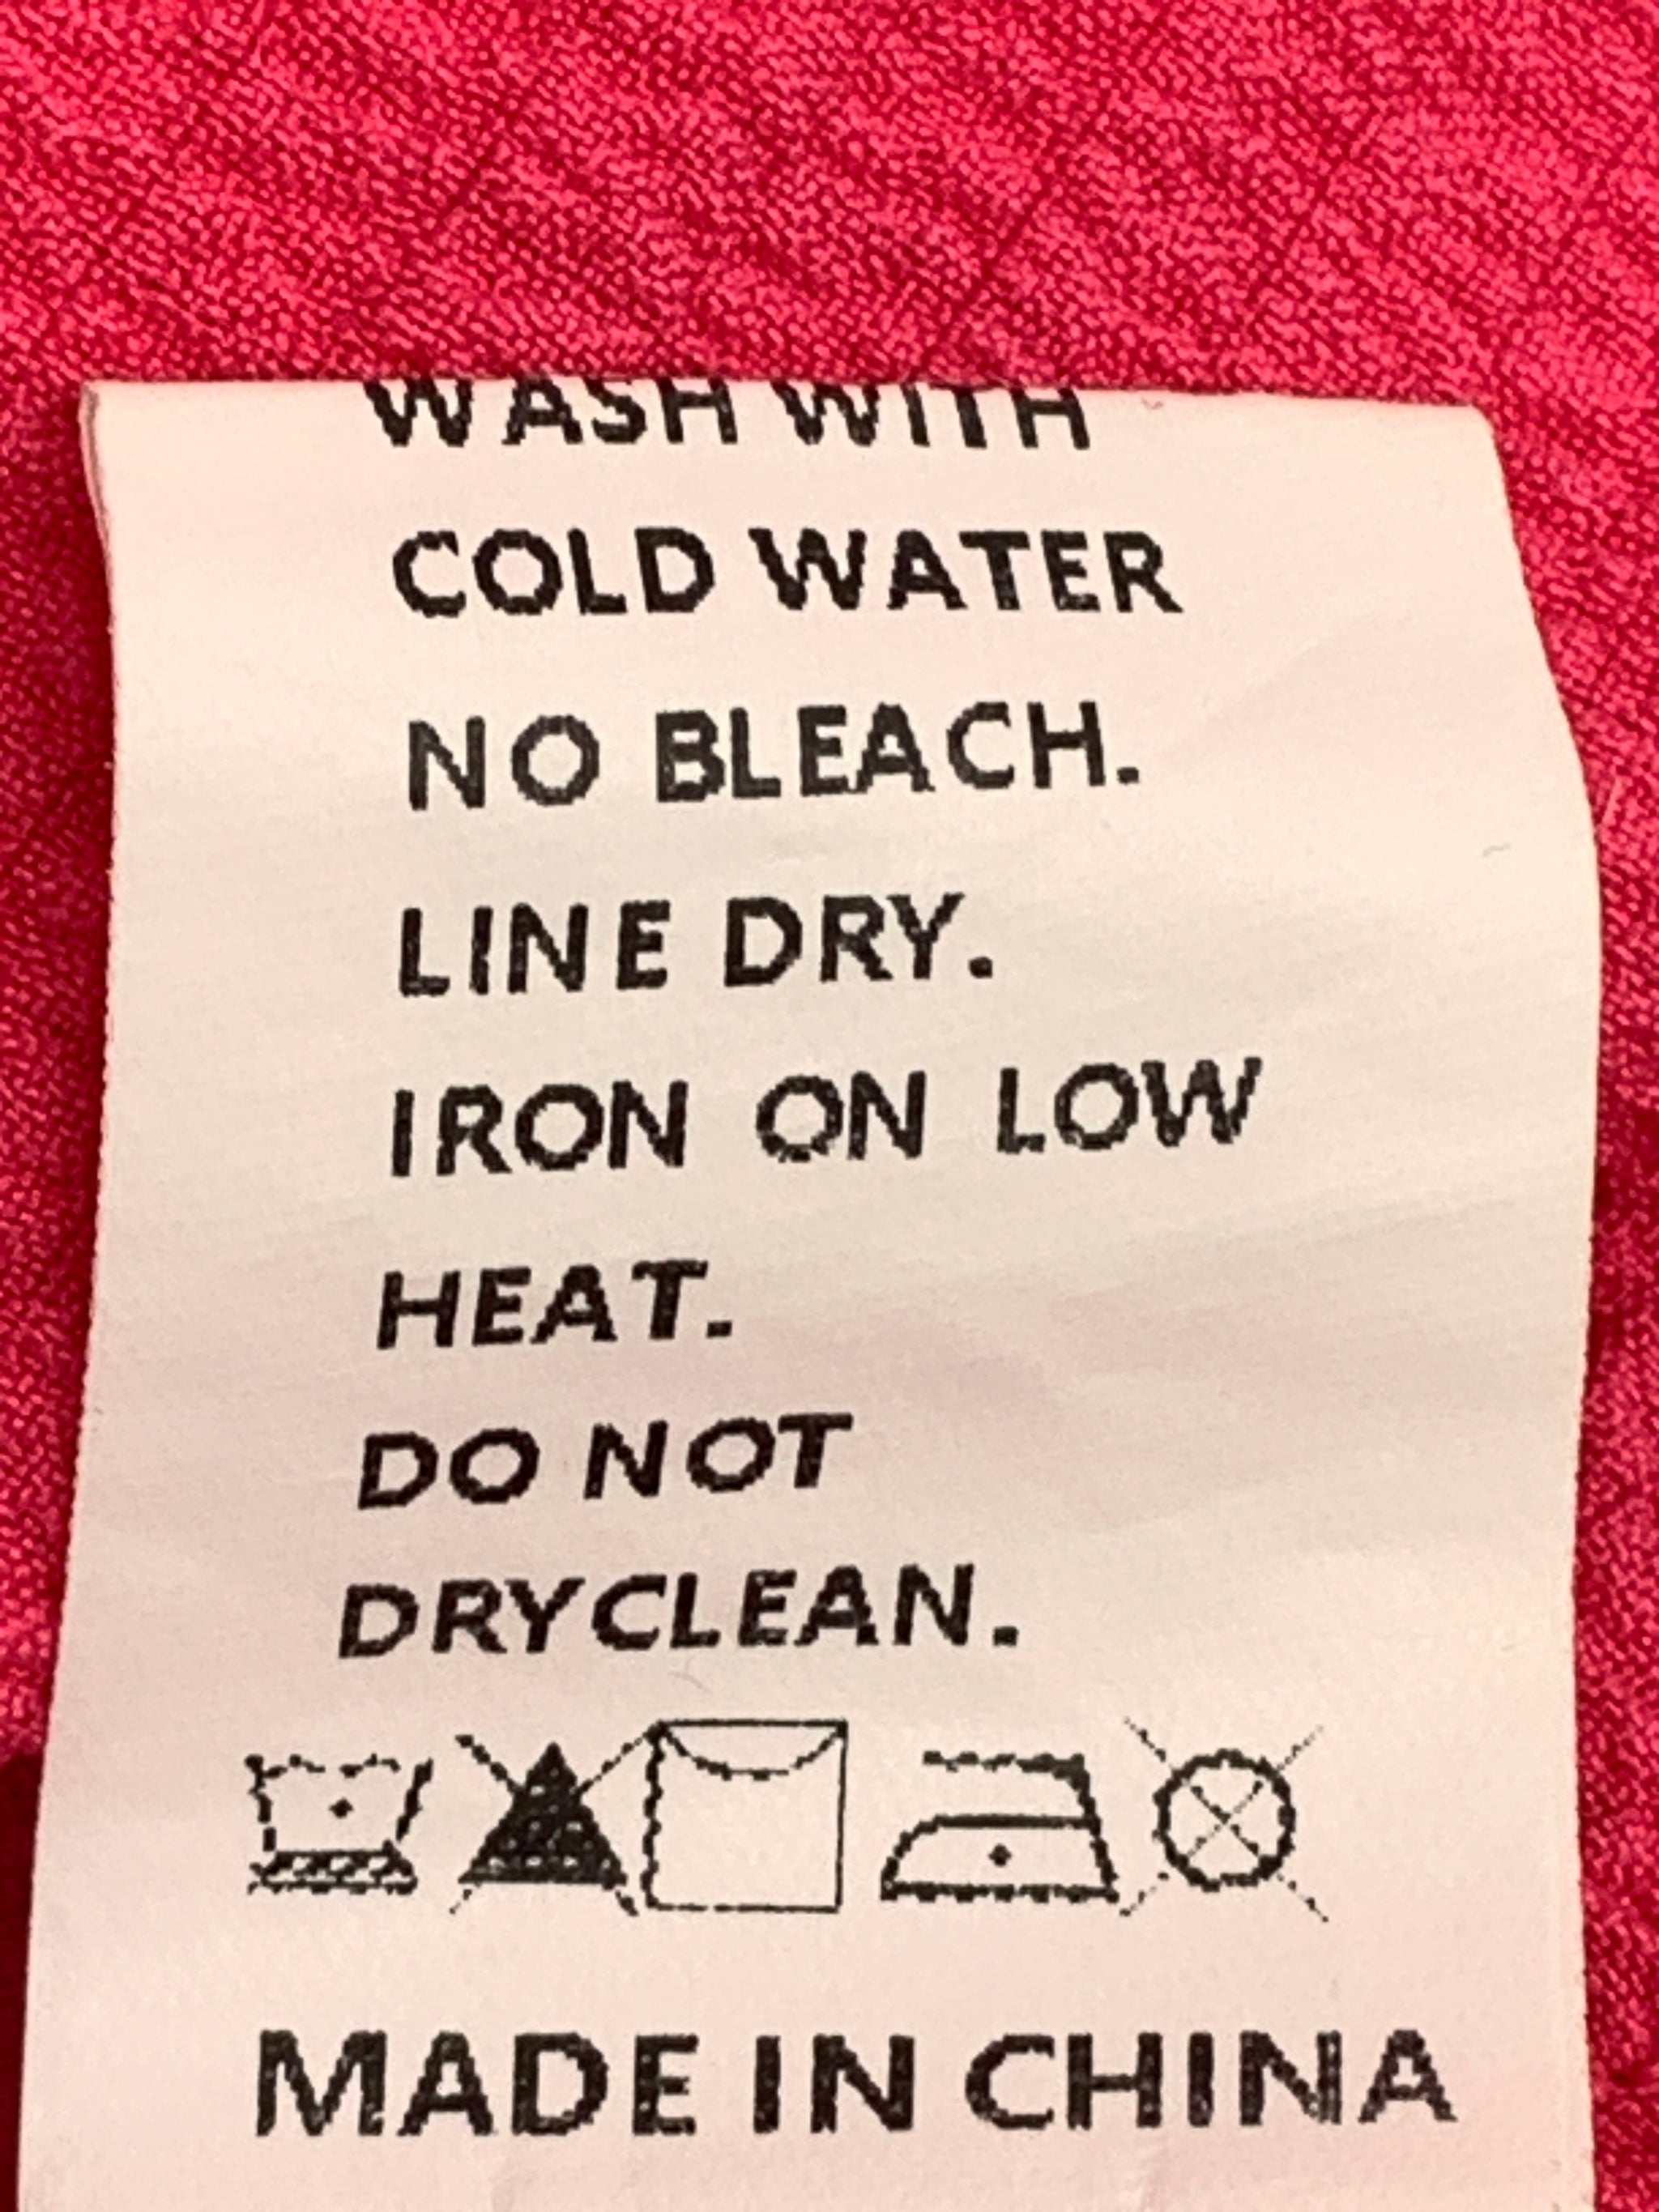 WASH WITH
COLD WATER
NO BLEACH.
LINE DRY.
IRON ON LOW
HEAT.
DO NOT
DRYCLEAN.
MADE IN CHINA